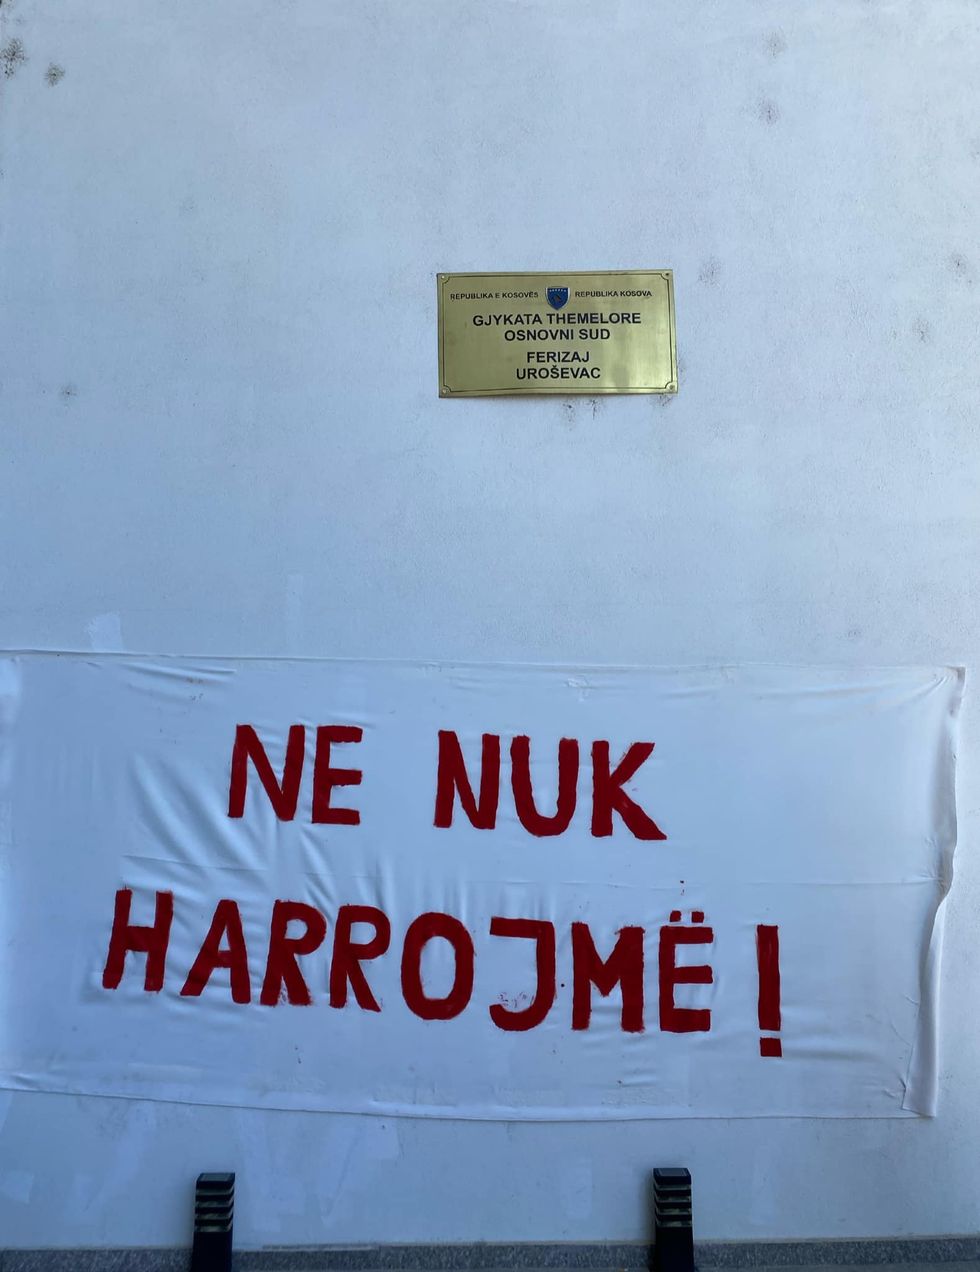 REPUBLIKA E KOSOVËS REPUBLIKA KOSOVA
GJYKATA THEMELORE
OSNOVNI SUD
FERIZAJ
UROŠEVAC
NE NUK
HARROJMË!